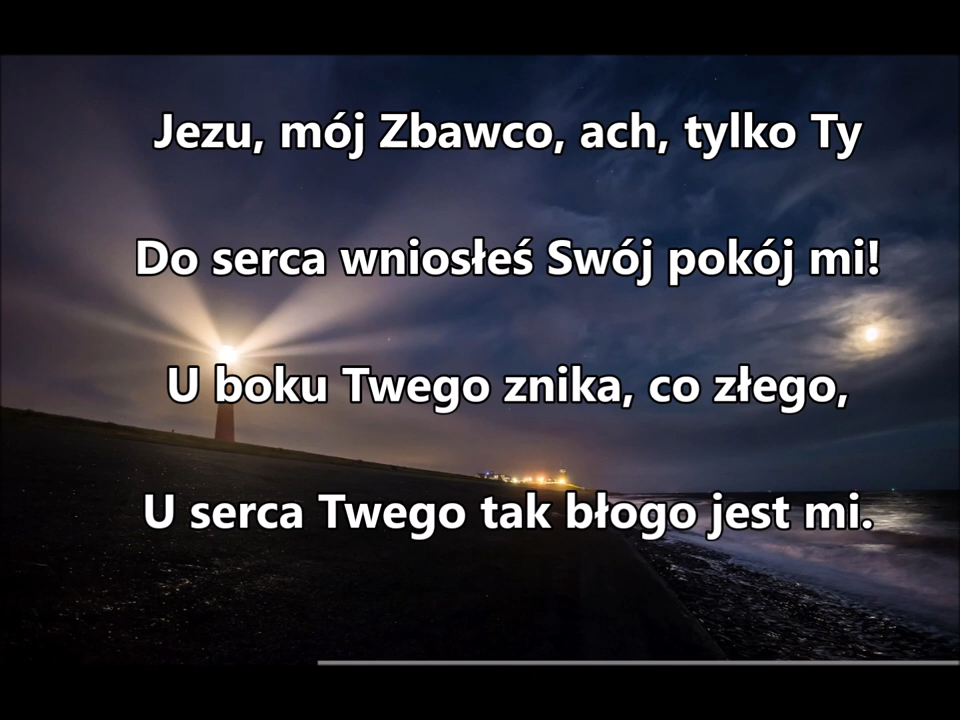 Jezu, mój Zbawco, ach, tylko Ty
Do serca wniosłeś Swój pokój mi!
U boku Twego znika, co złego,
U serca Twego tak błogo jest mi.